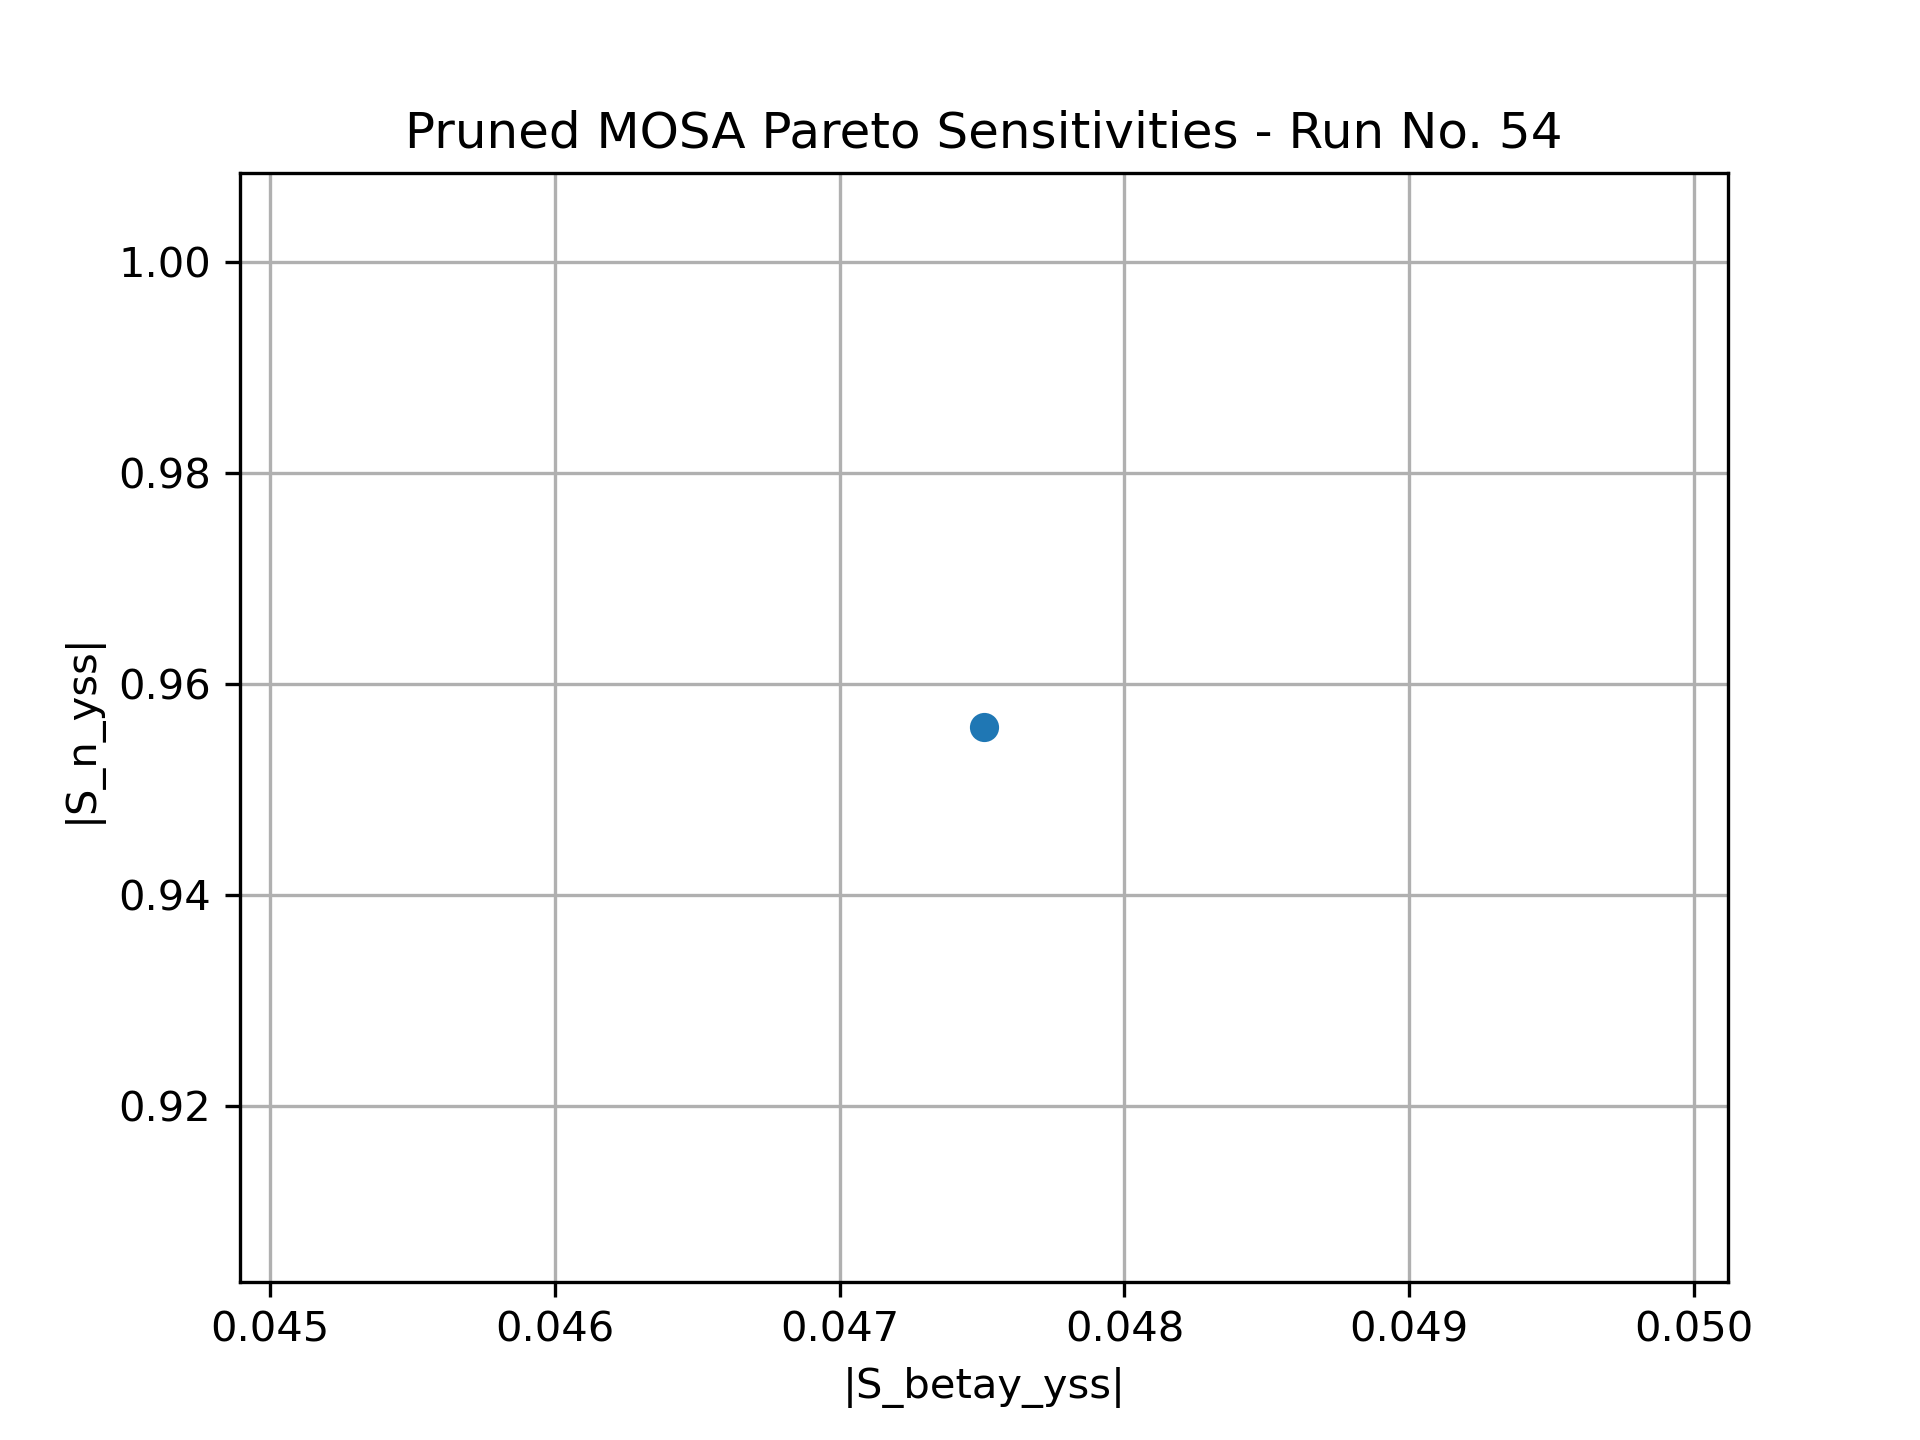 Pruned MOSA Pareto Sensitivities - Run No. 54
1.00
0.98
0.96
0.94
0.92
|S_n_yss|
0.045 0.046 0.047 0.048 0.049 0.050
|S_betay_yss|